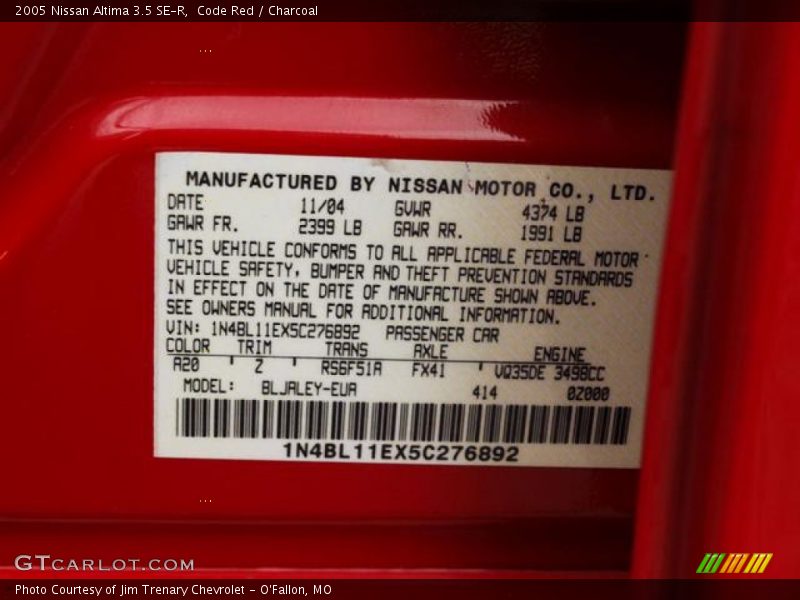 2005 Nissan Altima 3.5 SE-R, Code Red / Charcoal
...
MANUFACTURED BY NISSAN MOTOR CO., LTD.
DATE 11/04 GVWR 4374 LB
GAWR FR. 2399 LB GAWR RR. 1991 LB
THIS VEHICLE CONFORMS TO ALL APPLICABLE FEDERAL MOTOR
VEHICLE SAFETY, BUMPER AND THEFT PREVENTION STANDARDS
IN EFFECT ON THE DATE OF MANUFACTURE SHOWN ABOVE.
SEE OWNERS MANUAL FOR ADDITIONAL INFORMATION.
VIN: 1N4BL11EX5C276892 PASSENGER CAR
COLOR TRIM TRANS AXLE ENGINE
A20 Z RS6F51A FX41 VQ35DE 3498CC
MODEL: BLJALEY-EUA 414 0Z000
1N4BL11EX5C276892
...
GTCARLOT.COM
Photo Courtesy of Jim Trenary Chevrolet - O'Fallon, MO